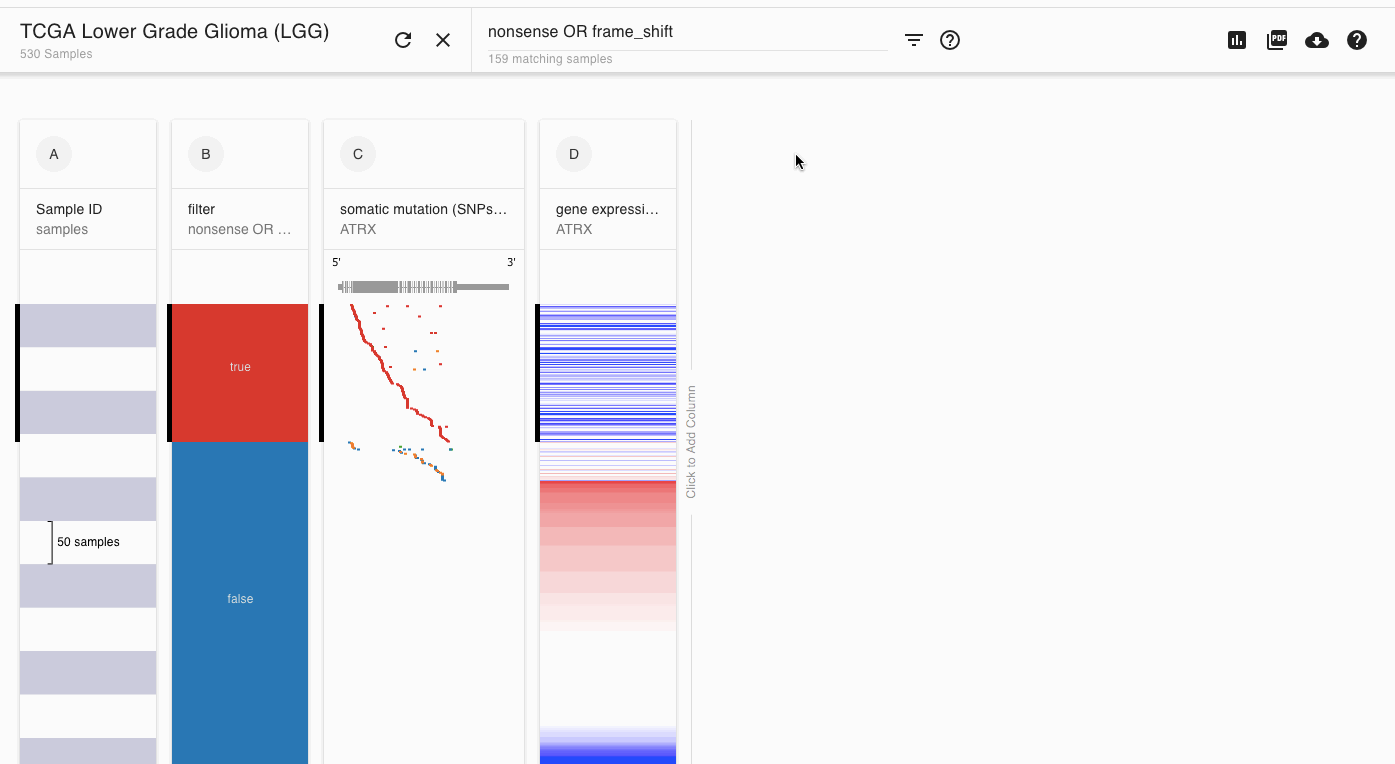 TCGA Lower Grade Glioma (LGG)
530 Samples
nonsense OR frame_shift
159 matching samples
PDF
A
Sample ID
samples
50 samples
B
filter
nonsense OR ...
true
false
C
somatic mutation (SNPs...
ATRX
5' 3'
D
gene expressi...
ATRX
Click to Add Column